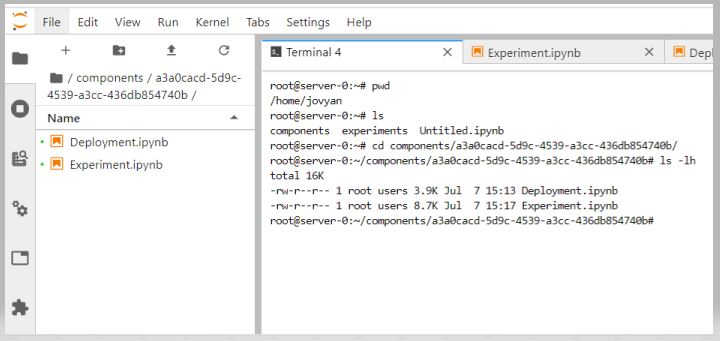 File Edit View Run Kernel Tabs Settings Help
/ components / a3a0cacd-5d9c-
4539-a3cc-436db854740b /
Name
Deployment.ipynb
Experiment.ipynb
Terminal 4
Experiment.ipynb
Depl
root@server-0:~# pwd
/home/jovyan
root@server-0:~# ls
components  experiments  Untitled.ipynb
root@server-0:~# cd components/a3a0cacd-5d9c-4539-a3cc-436db854740b/
root@server-0:~/components/a3a0cacd-5d9c-4539-a3cc-436db854740b# ls -lh
total 16K
-rw-r--r-- 1 root users 3.9K Jul  7 15:13 Deployment.ipynb
-rw-r--r-- 1 root users 8.7K Jul  7 15:17 Experiment.ipynb
root@server-0:~/components/a3a0cacd-5d9c-4539-a3cc-436db854740b#